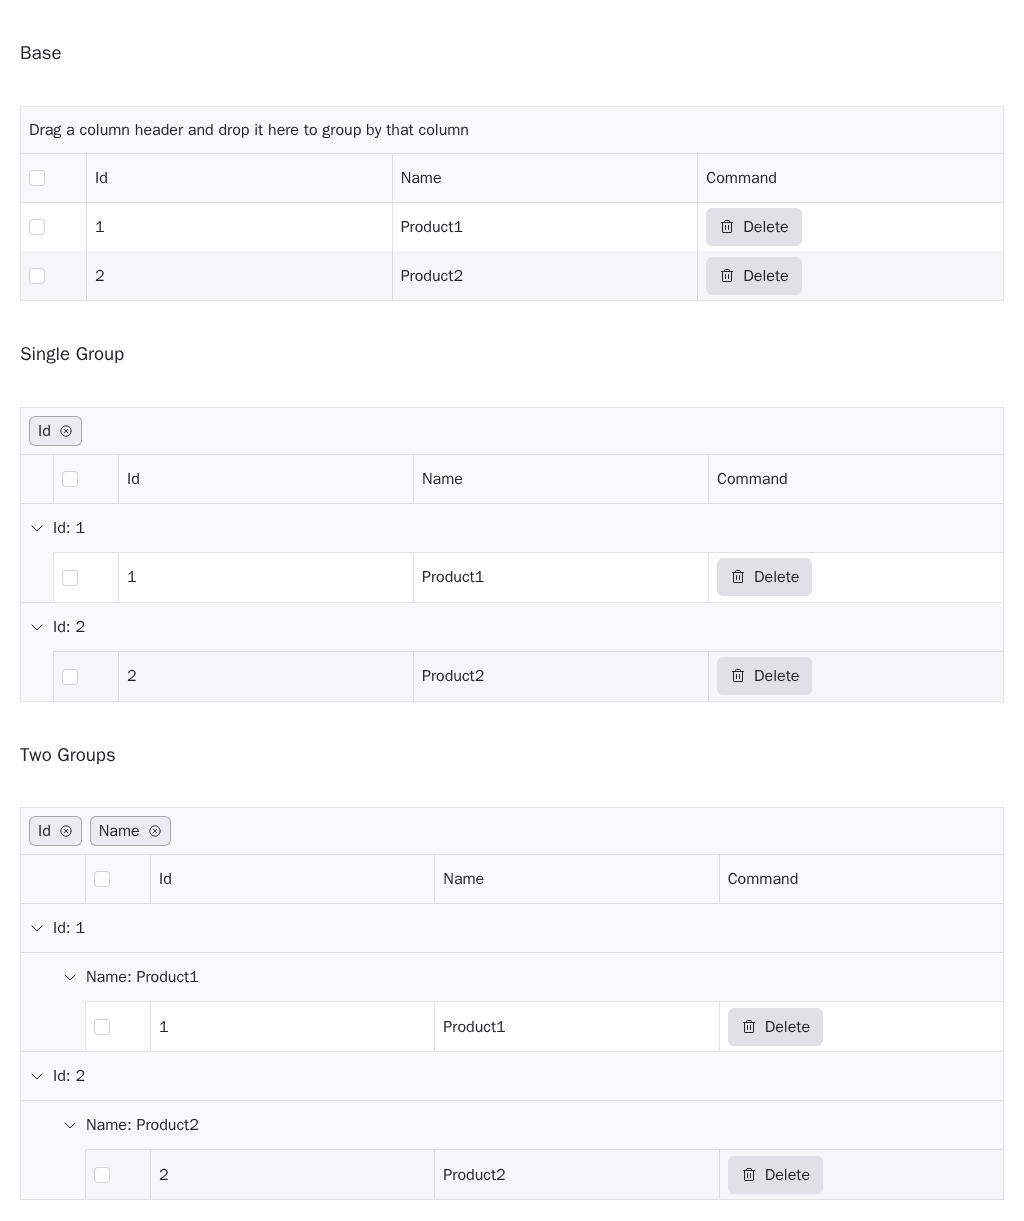 Base
Drag a column header and drop it here to group by that column
Id Name Command
1 Product1 Delete
2 Product2 Delete
Single Group
Id
Id Name Command
Id: 1
1 Product1 Delete
Id: 2
2 Product2 Delete
Two Groups
Id Name
Id Name Command
Id: 1
Name: Product1
1 Product1 Delete
Id: 2
Name: Product2
2 Product2 Delete